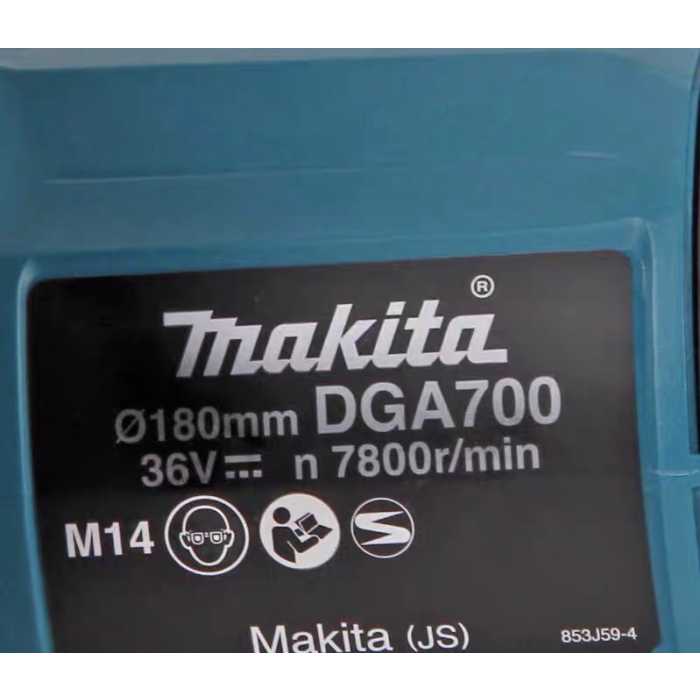 Makita®
Ø180mm DGA700
36V⎓ n 7800r/min
M14
Makita (JS) 853J59-4